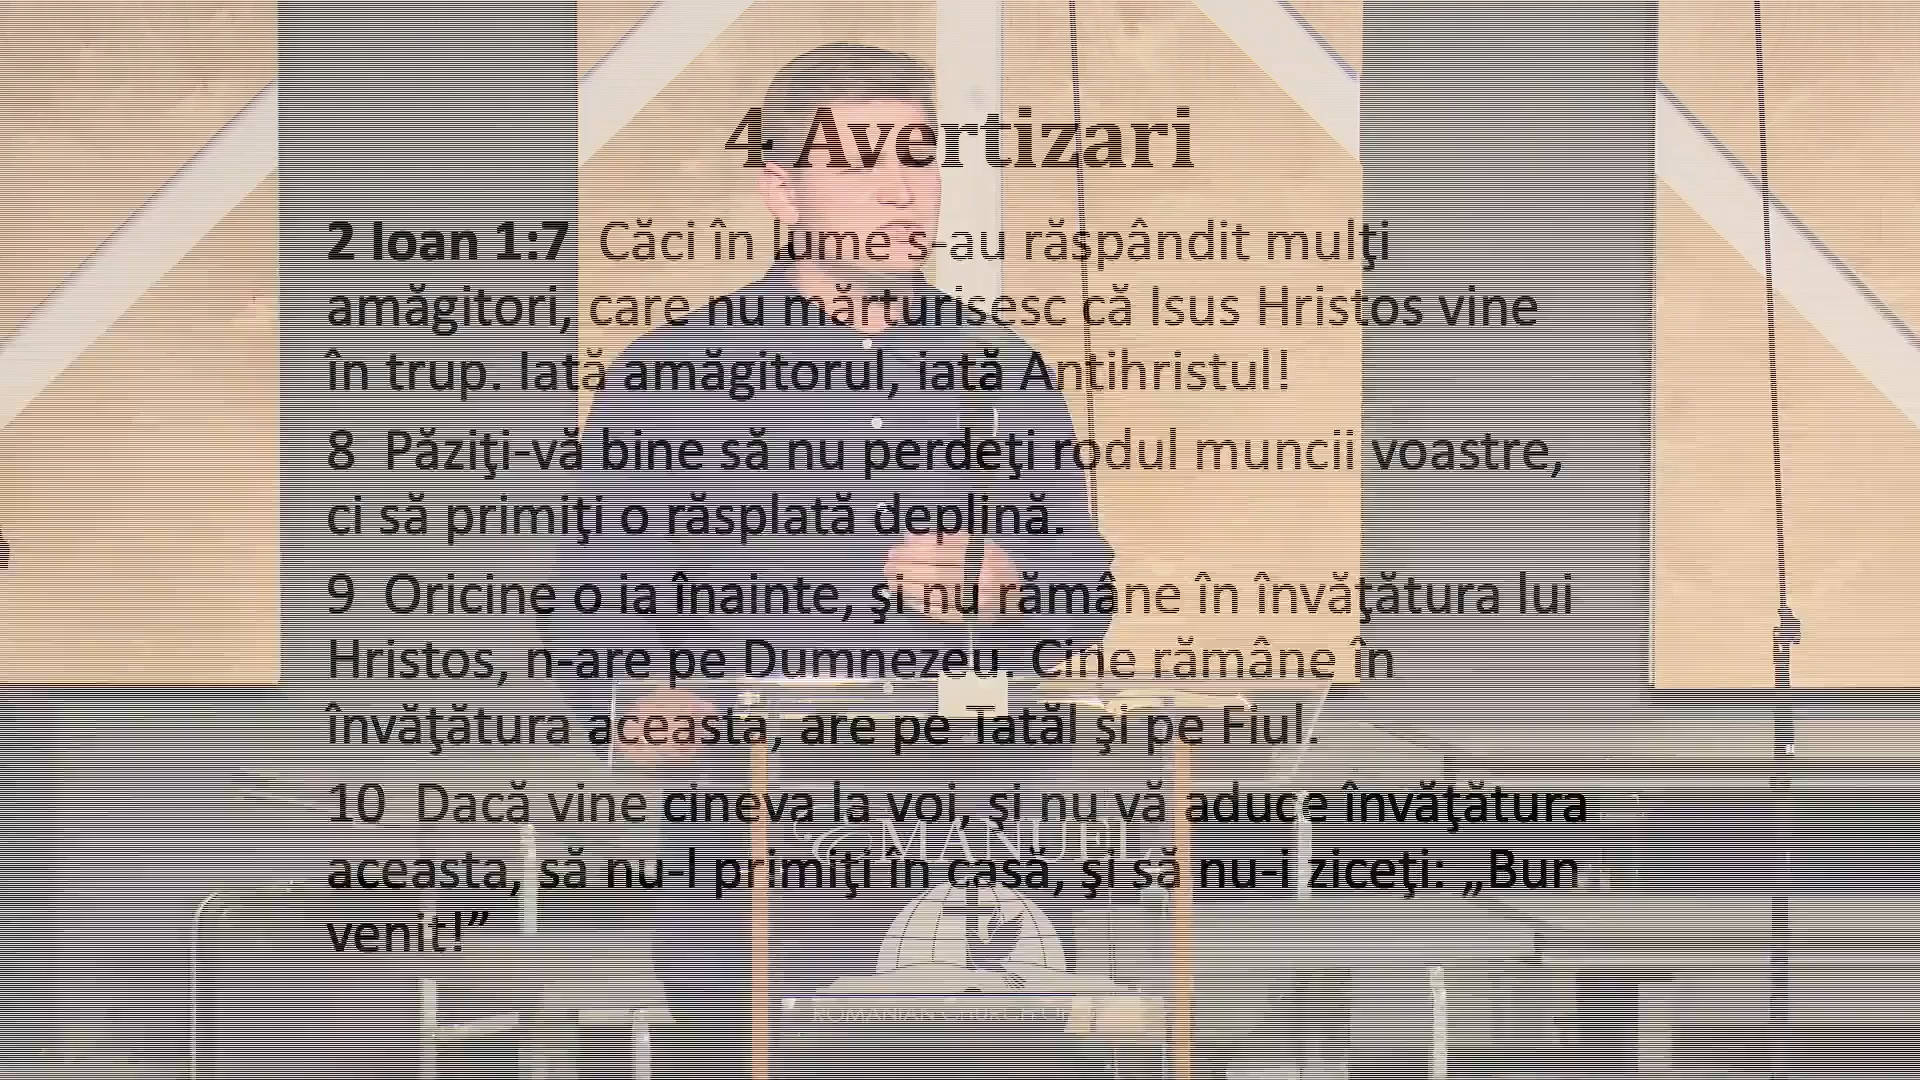 4 Avertizari
2 Ioan 1:7 Căci în lume s-au răspândit mulţi
amăgitori, care nu mărturisesc că Isus Hristos vine
în trup. Iată amăgitorul, iată Antihristul!
8 Păziţi-vă bine să nu perdeţi rodul muncii voastre,
ci să primiţi o răsplată deplină.
9 Oricine o ia înainte, şi nu rămâne în învăţătura lui
Hristos, n-are pe Dumnezeu. Cine rămâne în
învăţătura aceasta, are pe Tatăl şi pe Fiul.
10 Dacă vine cineva la voi, şi nu vă aduce învăţătura
aceasta, să nu-l primiţi în casă, şi să nu-i ziceţi: „Bun
venit!”
EMANUEL
ROMANIAN CHURCH OF